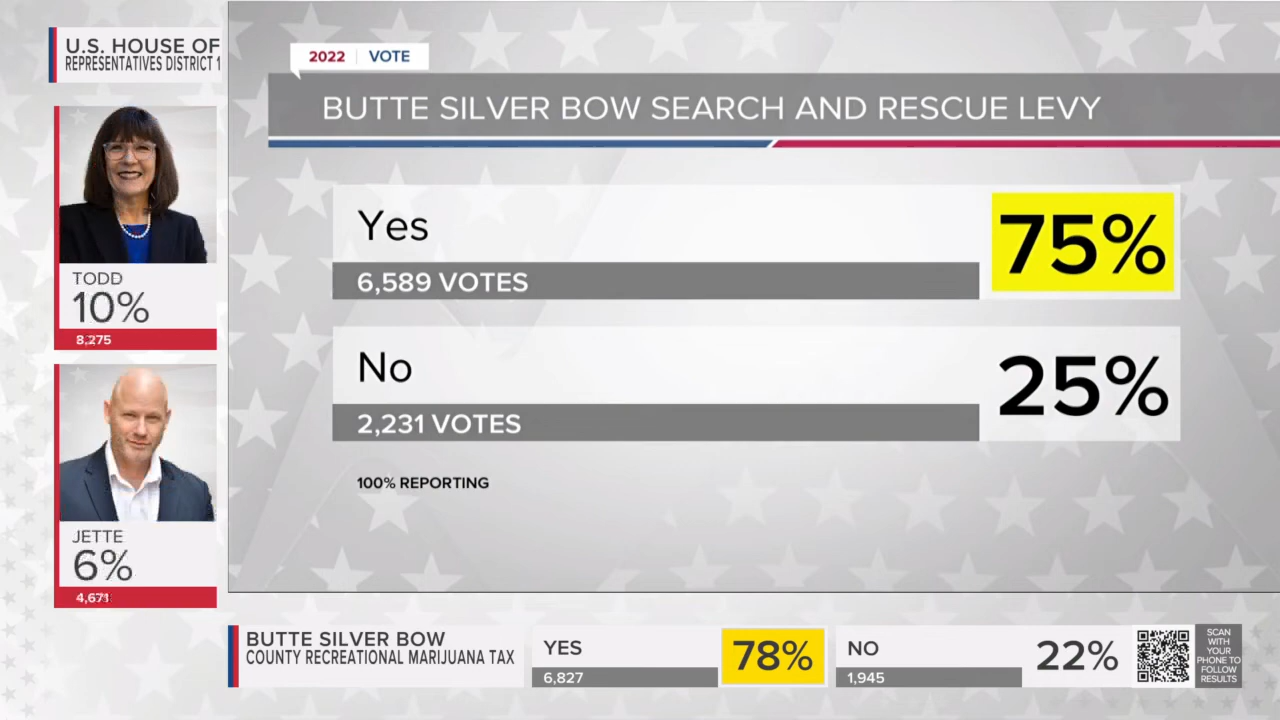 U.S. HOUSE OF
REPRESENTATIVES DISTRICT 1
TODD
10%
8,275
JETTE
6%
4,671
2022 VOTE
BUTTE SILVER BOW SEARCH AND RESCUE LEVY
Yes
75%
6,589 VOTES
No
25%
2,231 VOTES
100% REPORTING
BUTTE SILVER BOW
COUNTY RECREATIONAL MARIJUANA TAX
YES
78%
6,827
NO
22%
1,945
SCAN
WITH
YOUR
PHONE TO
FOLLOW
RESULTS